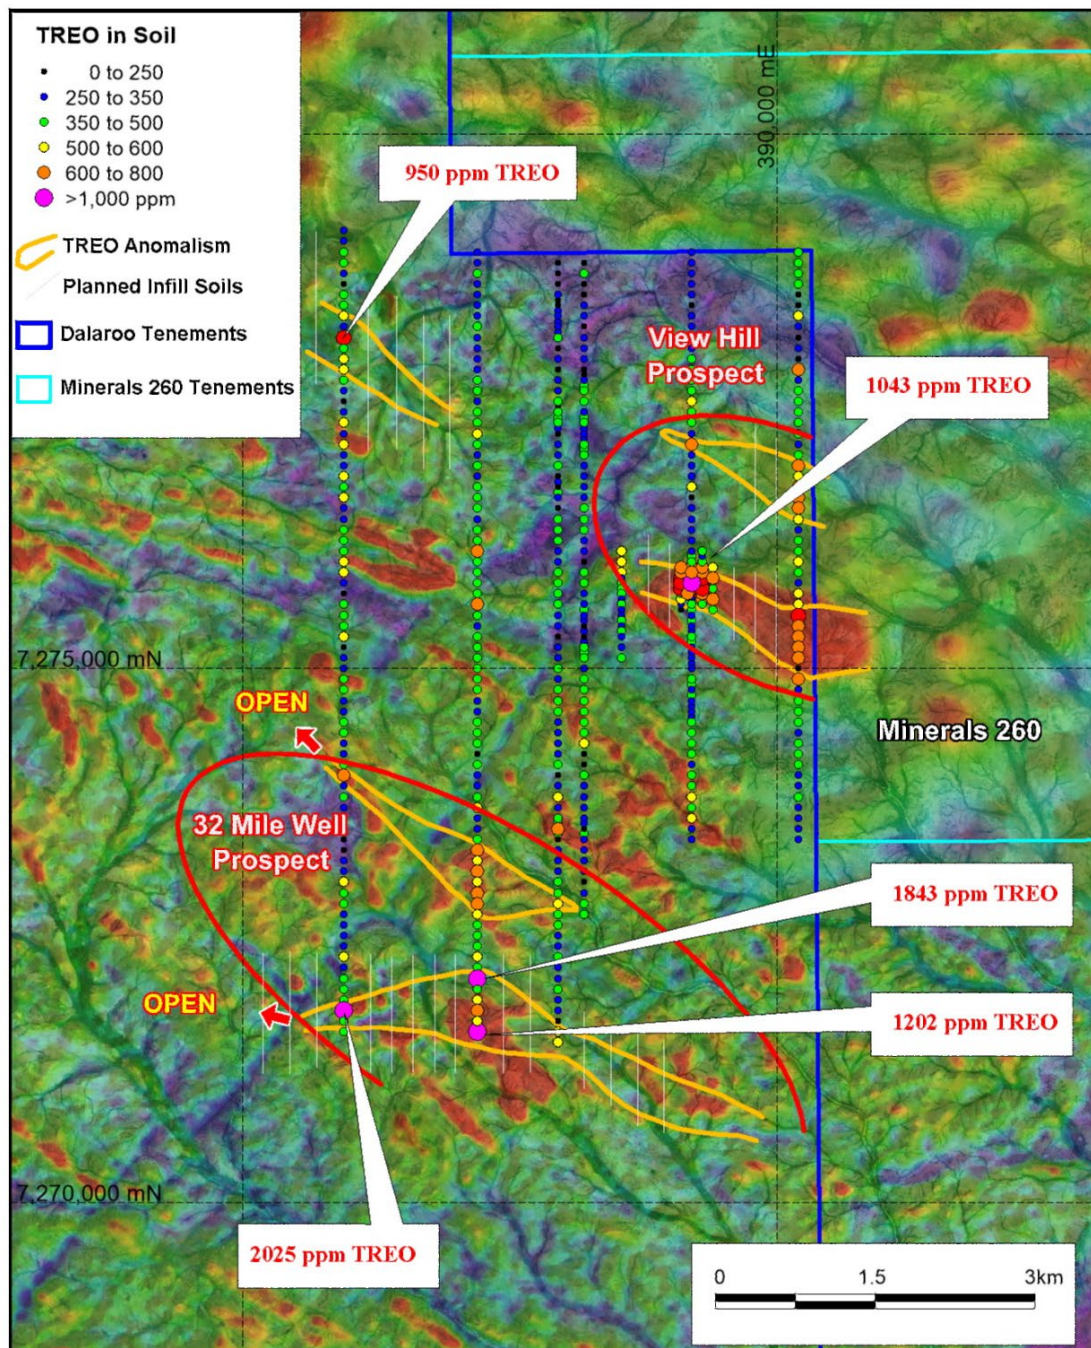 TREO in Soil
0 to 250
250 to 350
350 to 500
500 to 600
600 to 800
>1,000 ppm
TREO Anomalism
Planned Infill Soils
Dalaroo Tenements
Minerals 260 Tenements
390,000 mE
950 ppm TREO
View Hill
Prospect
1043 ppm TREO
7,275,000 mN
OPEN
Minerals 260
32 Mile Well
Prospect
1843 ppm TREO
OPEN
1202 ppm TREO
7,270,000 mN
2025 ppm TREO
0 1.5 3km